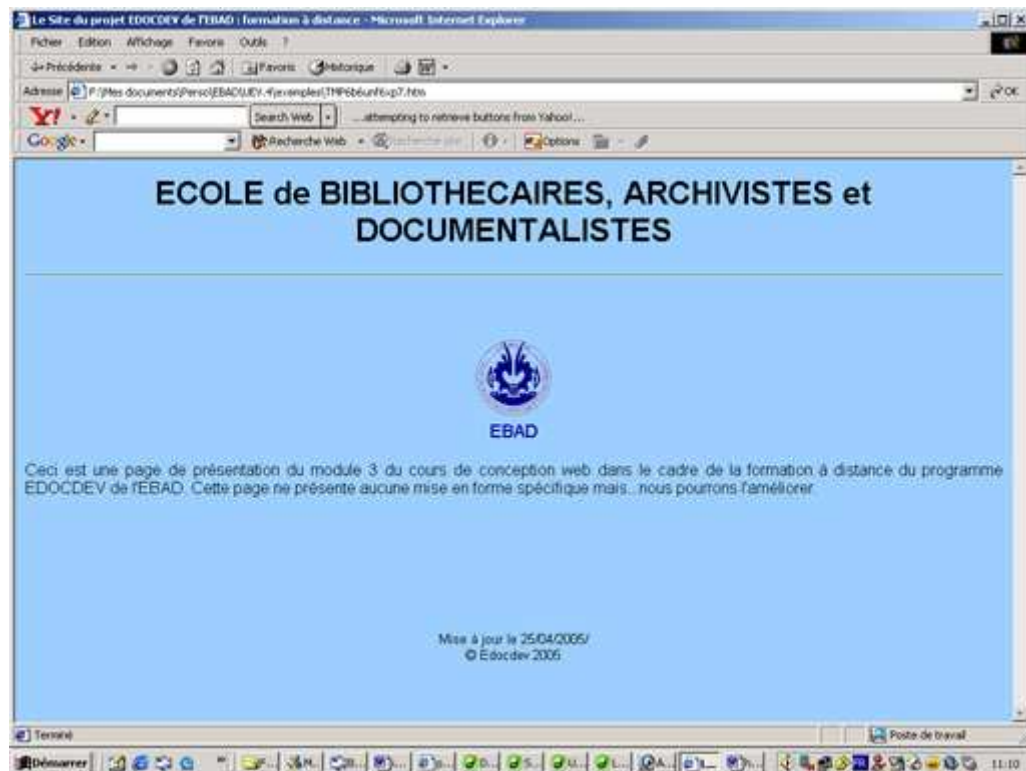 Le Site du projet EDOCDEV de l'EBAD : formation à distance - Microsoft Internet Explorer
Fichier Edition Affichage Favoris Outils ?
Précédente Favoris Historique
Adresse OK
Search Web ...attempting to retrieve buttons from Yahoo!...
Google Recherche Web Options
ECOLE de BIBLIOTHECAIRES, ARCHIVISTES et
DOCUMENTALISTES
EBAD
Ceci est une page de présentation du module 3 du cours de conception web dans le cadre de la formation à distance du programme
EDOCDEV de l'EBAD. Cette page ne présente aucune mise en forme spécifique mais...nous pourrons l'améliorer.
Mise à jour le 25/04/2005/
© Edocdev 2005
Terminé Poste de travail
Démarrer 11:10